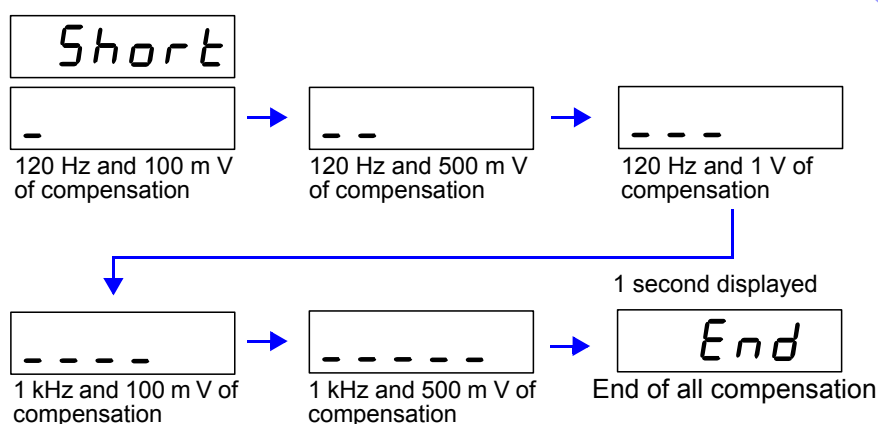 Short
_
120 Hz and 100 m V
of compensation
_ _
120 Hz and 500 m V
of compensation
_ _ _
120 Hz and 1 V of
compensation
_ _ _ _
1 kHz and 100 m V of
compensation
_ _ _ _ _
1 kHz and 500 m V of
compensation
1 second displayed
End
End of all compensation